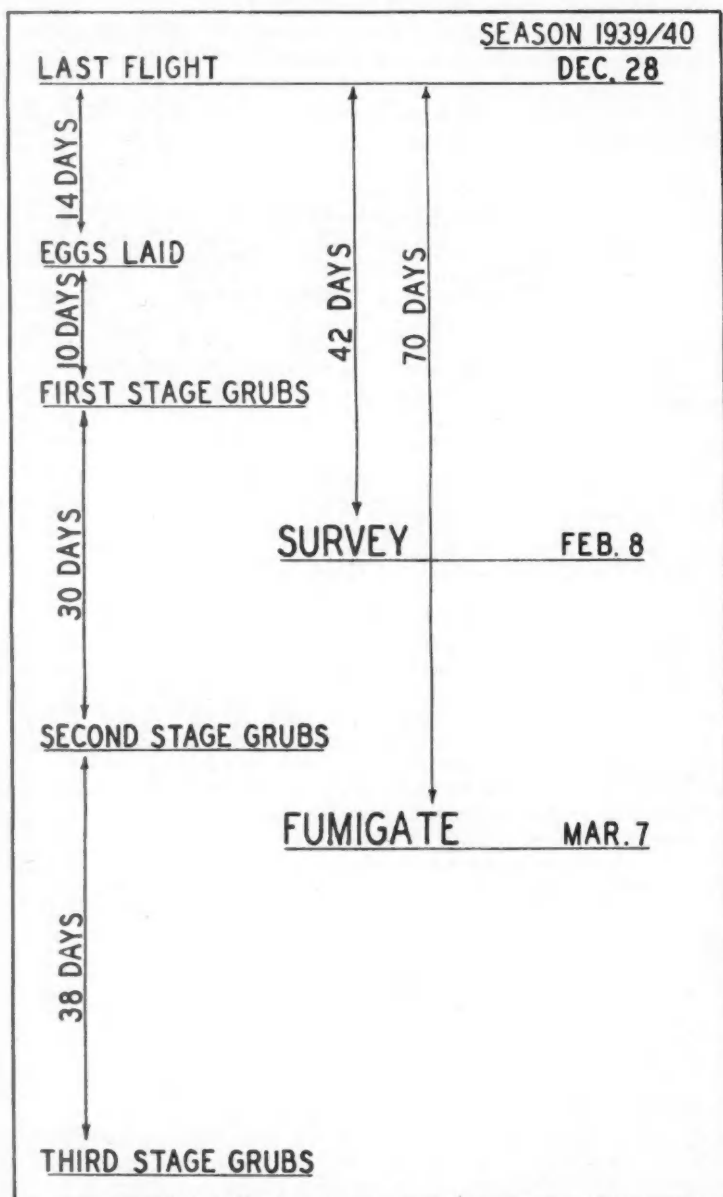 SEASON 1939/40
LAST FLIGHT DEC. 28
14 DAYS
EGGS LAID
10 DAYS
42 DAYS
70 DAYS
FIRST STAGE GRUBS
SURVEY FEB. 8
30 DAYS
SECOND STAGE GRUBS
FUMIGATE MAR. 7
38 DAYS
THIRD STAGE GRUBS